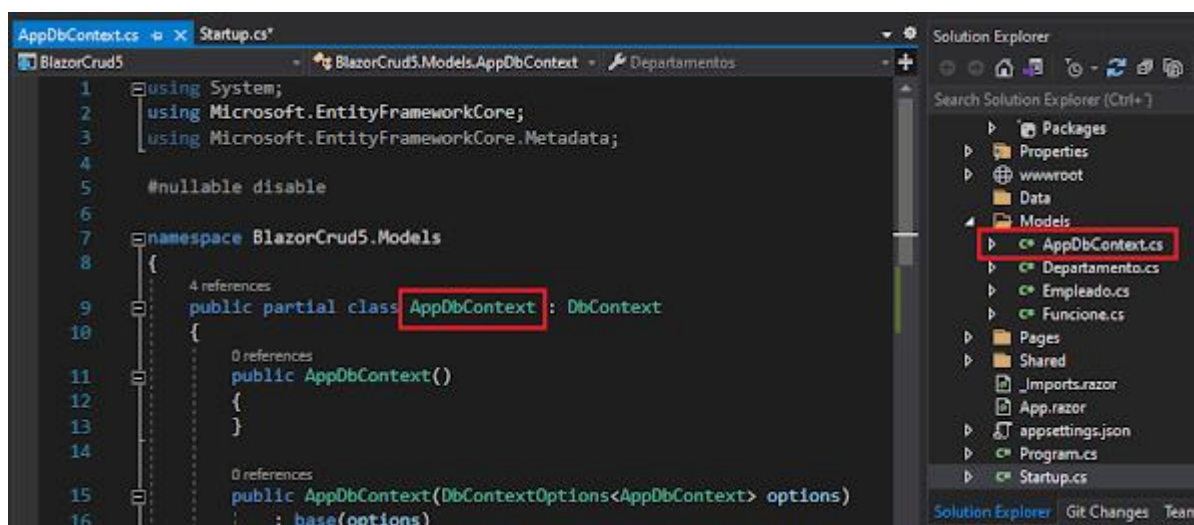 AppDbContext.cs Startup.cs*
BlazorCrud5 BlazorCrud5.Models.AppDbContext Departamentos
1 using System;
2 using Microsoft.EntityFrameworkCore;
3 using Microsoft.EntityFrameworkCore.Metadata;
4
5 #nullable disable
6
7 namespace BlazorCrud5.Models
8 {
4 references
9 public partial class AppDbContext : DbContext
10 {
0 references
11 public AppDbContext()
12 {
13 }
14
0 references
15 public AppDbContext(DbContextOptions<AppDbContext> options)
16 : base(options)
Solution Explorer
Search Solution Explorer (Ctrl+¨)
Packages
Properties
wwwroot
Data
Models
AppDbContext.cs
Departamento.cs
Empleado.cs
Funcione.cs
Pages
Shared
_Imports.razor
App.razor
appsettings.json
Program.cs
Startup.cs
Solution Explorer Git Changes Team